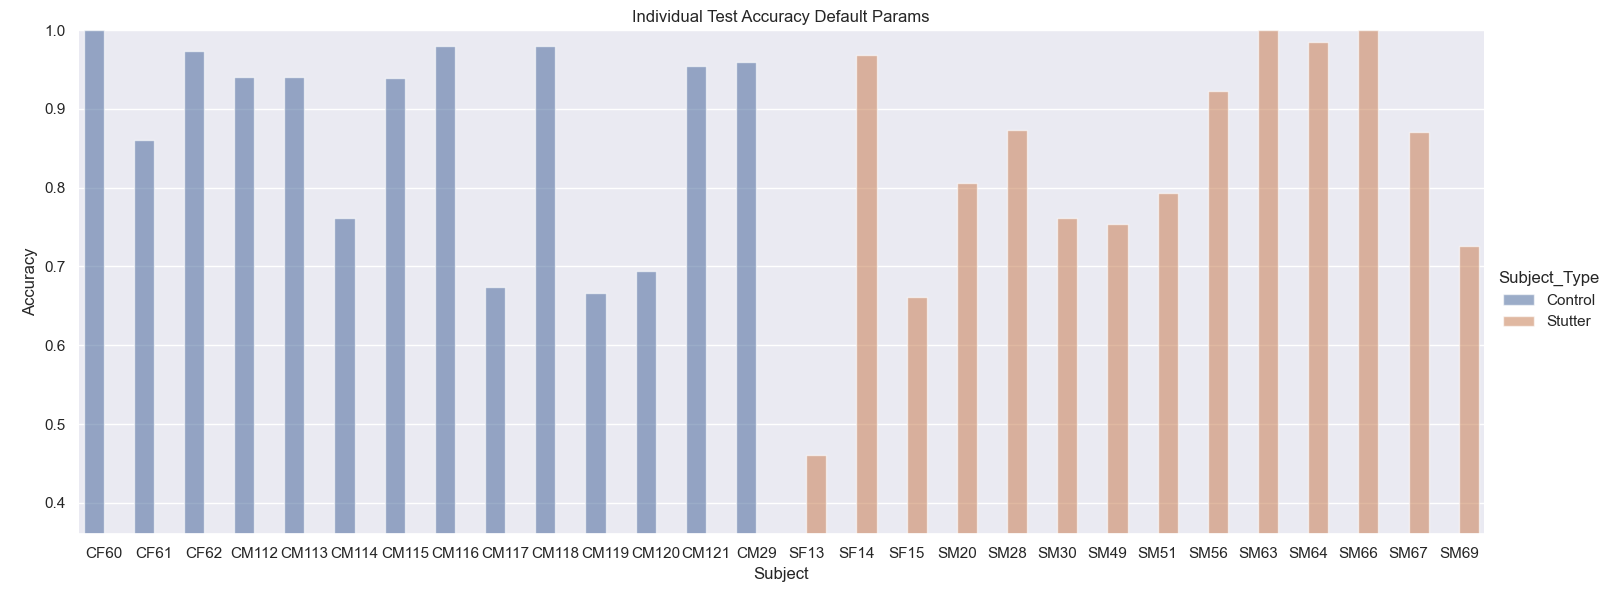 Individual Test Accuracy Default Params
1.0
0.9
0.8
0.7
0.6
0.5
0.4
Accuracy
CF60 CF61 CF62 CM112 CM113 CM114 CM115 CM116 CM117 CM118 CM119 CM120 CM121 CM29 SF13 SF14 SF15 SM20 SM28 SM30 SM49 SM51 SM56 SM63 SM64 SM66 SM67 SM69
Subject
Subject_Type
Control
Stutter